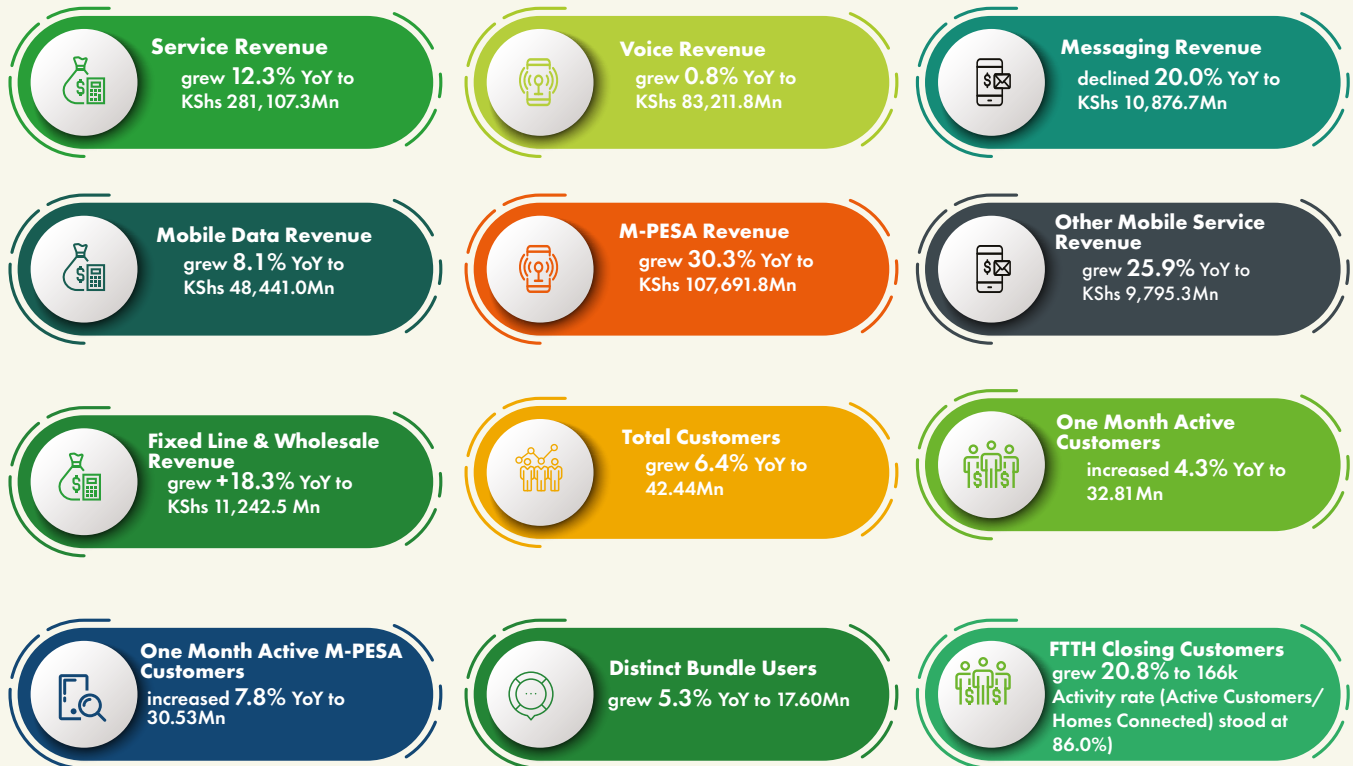 Service Revenue
grew 12.3% YoY to
KShs 281,107.3Mn
Voice Revenue
grew 0.8% YoY to
KShs 83,211.8Mn
Messaging Revenue
declined 20.0% YoY to
KShs 10,876.7Mn
Mobile Data Revenue
grew 8.1% YoY to
KShs 48,441.0Mn
M-PESA Revenue
grew 30.3% YoY to
KShs 107,691.8Mn
Other Mobile Service
Revenue
grew 25.9% YoY to
KShs 9,795.3Mn
Fixed Line & Wholesale
Revenue
grew +18.3% YoY to
KShs 11,242.5 Mn
Total Customers
grew 6.4% YoY to
42.44Mn
One Month Active
Customers
increased 4.3% YoY to
32.81Mn
One Month Active M-PESA
Customers
increased 7.8% YoY to
30.53Mn
Distinct Bundle Users
grew 5.3% YoY to 17.60Mn
FTTH Closing Customers
grew 20.8% to 166k
Activity rate (Active Customers/
Homes Connected) stood at
86.0%)